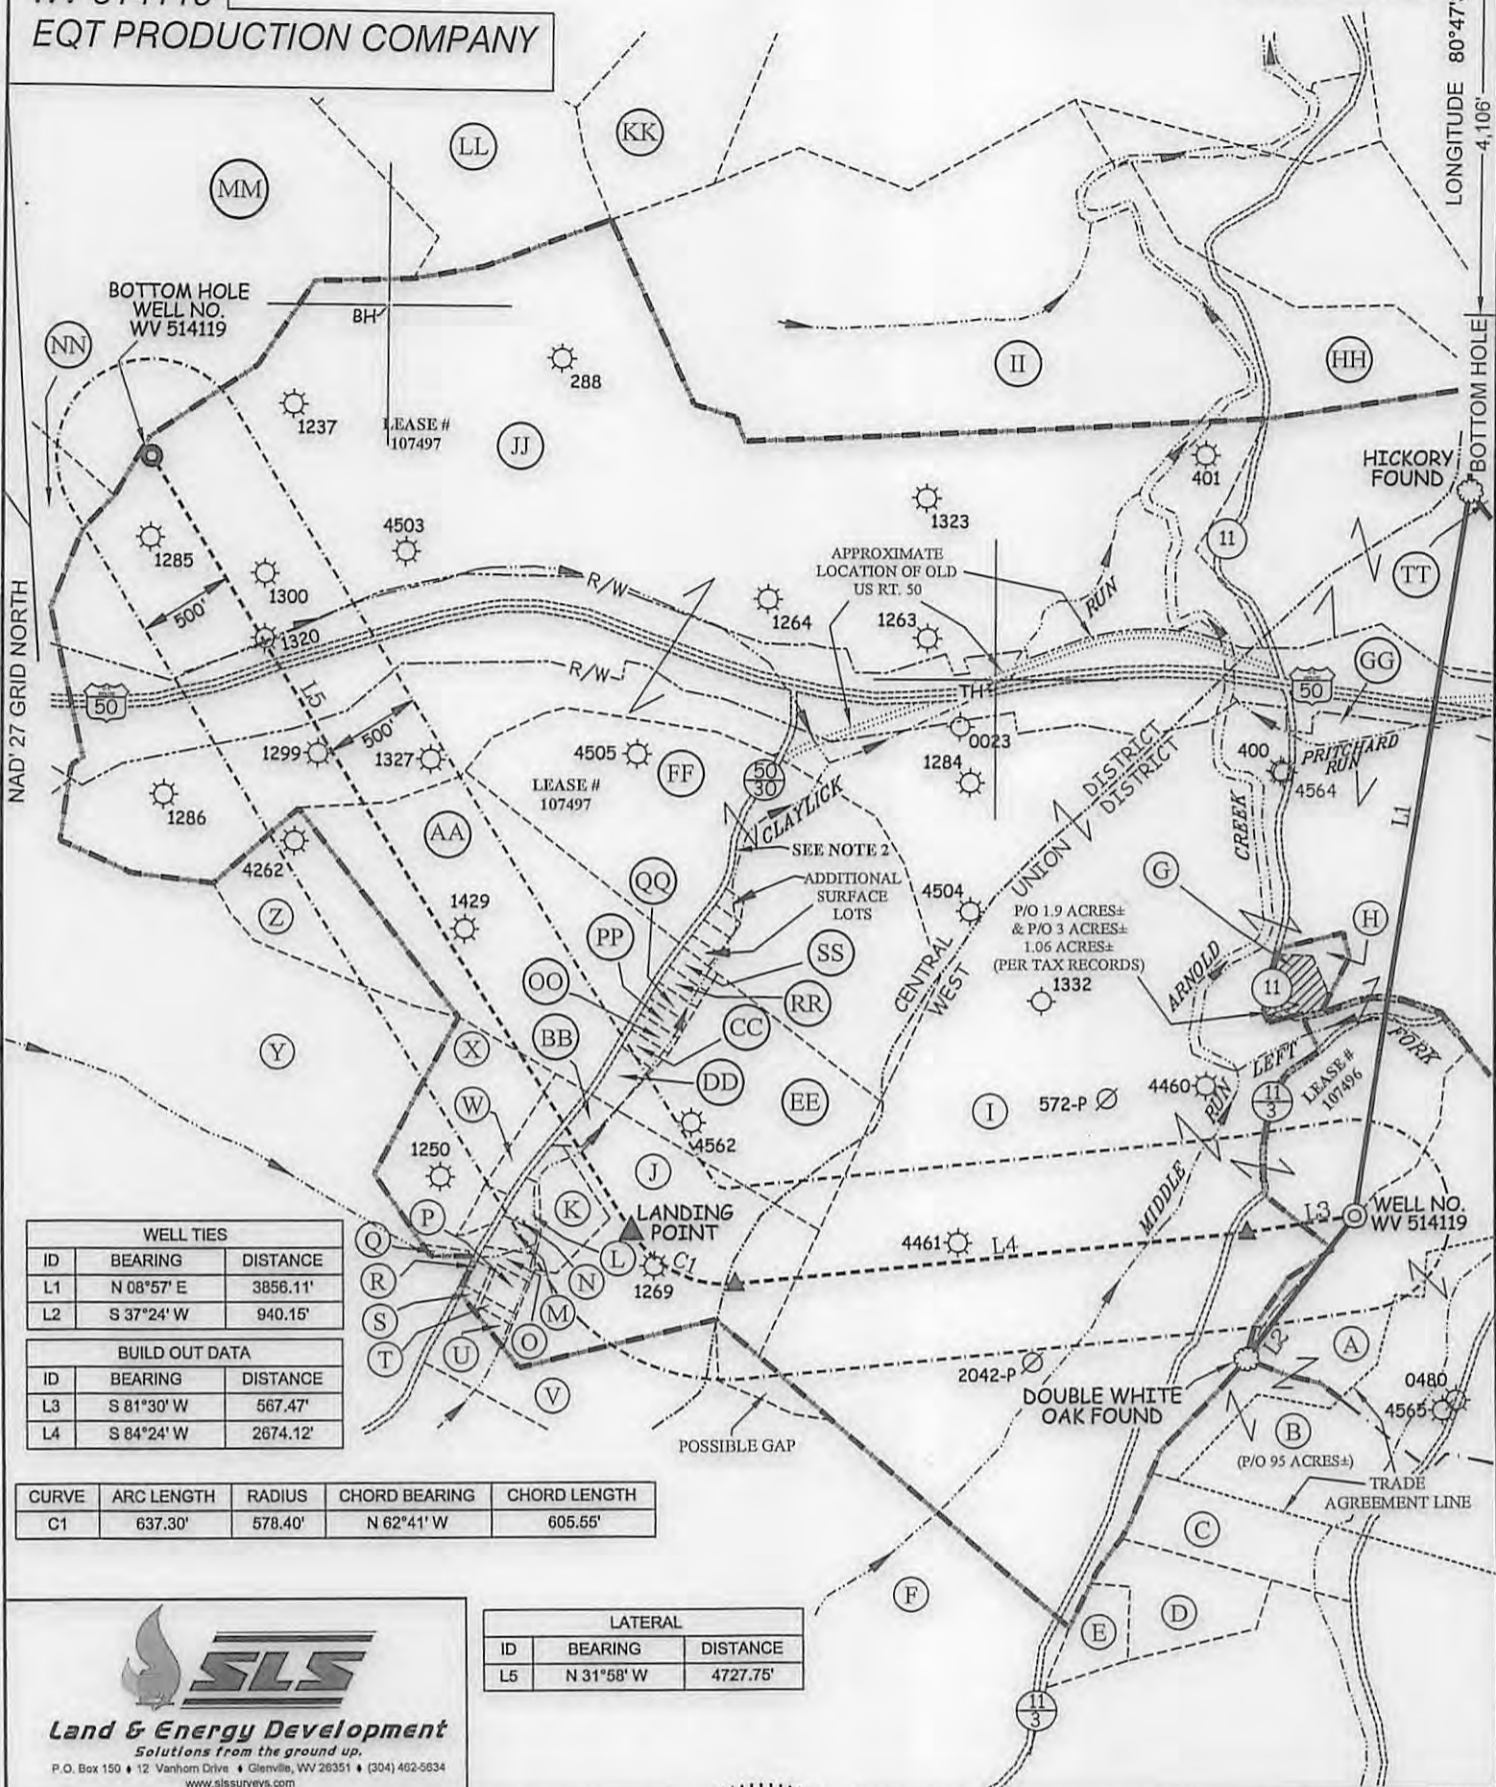 EQT PRODUCTION COMPANY
LONGITUDE 80°47'
4,106'
BOTTOM HOLE
NAD' 27 GRID NORTH
MM
LL
KK
BOTTOM HOLE
WELL NO.
WV 514119
BH
NN
II
HH
288
1237
LEASE #
107497
JJ
401
HICKORY
FOUND
1323
4503
11
1285
APPROXIMATE
LOCATION OF OLD
US RT. 50
TT
1300
R/W
RUN
500'
1264
1263
1320
GG
R/W
L5
50
TH
50
500'
0023
1299
1327
4505
FF
50
30
1284
UNION DISTRICT
DISTRICT
400
PRITCHARD
RUN
4564
LEASE #
107497
1286
CLAYLICK
L1
AA
CREEK
SEE NOTE 2
4262
QQ
ADDITIONAL
SURFACE
LOTS
4504
G
Z
1429
P/O 1.9 ACRES±
& P/O 3 ACRES±
1.06 ACRES±
(PER TAX RECORDS)
H
PP
SS
CENTRAL
WEST
ARNOLD
OO
1332
11
RR
BB
CC
FORK
Y
X
LEFT
DD
LEASE #
107496
W
EE
I
572-P
4460
RUN
11
3
4562
1250
J
MIDDLE
P
K
LANDING
POINT
L3
WELL NO.
WV 514119
Q
4461
L4
L
C1
R
N
1269
S
M
O
T
U
L2
A
2042-P
V
DOUBLE WHITE
OAK FOUND
0480
4565
B
(P/O 95 ACRES±)
POSSIBLE GAP
TRADE
AGREEMENT LINE
C
F
D
E
11
3
WELL TIES
ID BEARING DISTANCE
L1 N 08°57' E 3856.11'
L2 S 37°24' W 940.15'
BUILD OUT DATA
ID BEARING DISTANCE
L3 S 81°30' W 567.47'
L4 S 84°24' W 2674.12'
CURVE ARC LENGTH RADIUS CHORD BEARING CHORD LENGTH
C1 637.30' 578.40' N 62°41' W 605.55'
LATERAL
ID BEARING DISTANCE
L5 N 31°58' W 4727.75'
SLS
Land & Energy Development
Solutions from the ground up.
P.O. Box 150 ♦ 12 Vanhorn Drive ♦ Glenville, WV 26351 ♦ (304) 462-5634
www.slssurveys.com